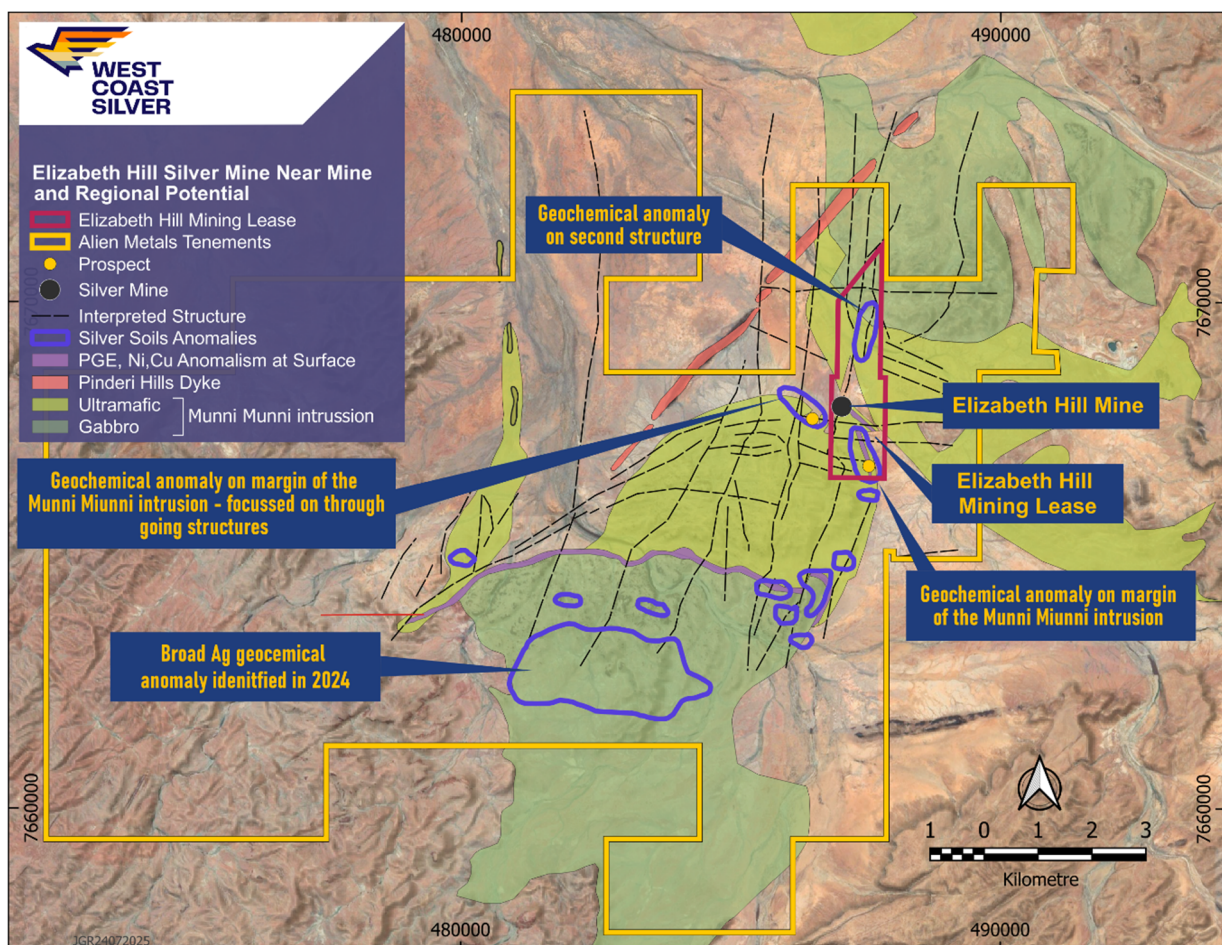 480000
490000
WEST
COAST
SILVER
Elizabeth Hill Silver Mine Near Mine
and Regional Potential
Elizabeth Hill Mining Lease
Alien Metals Tenements
Prospect
Silver Mine
Interpreted Structure
Silver Soils Anomalies
PGE, Ni,Cu Anomalism at Surface
Pinderi Hills Dyke
Ultramafic
Gabbro
Munni Munni intrussion
7670000
7670000
Geochemical anomaly
on second structure
Elizabeth Hill Mine
Elizabeth Hill
Mining Lease
Geochemical anomaly on margin of the
Munni Miunni intrusion - focussed on through
going structures
Geochemical anomaly on margin
of the Munni Miunni intrusion
Broad Ag geocemical
anomaly idenitfied in 2024
7660000
7660000
1 0 1 2 3
Kilometre
480000
490000
JGR24072025